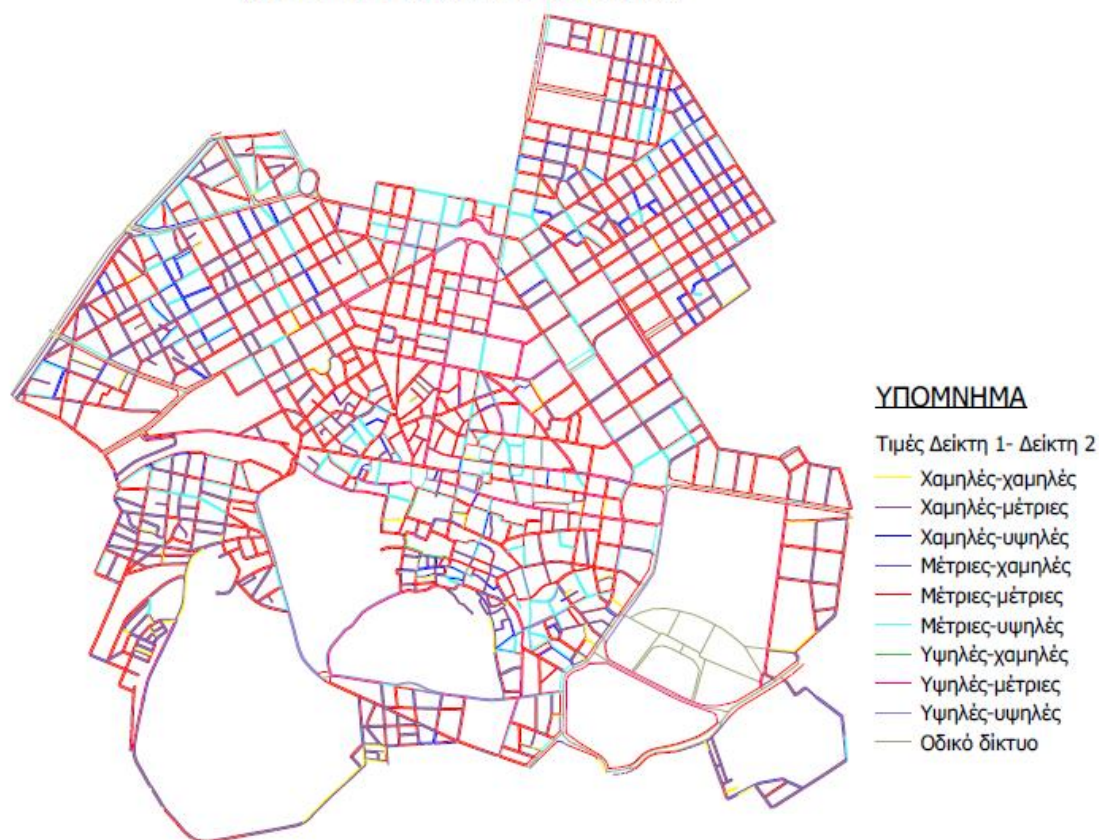 ΥΠΟΜΝΗΜΑ
Τιμές Δείκτη 1- Δείκτη 2
Χαμηλές-χαμηλές
Χαμηλές-μέτριες
Χαμηλές-υψηλές
Μέτριες-χαμηλές
Μέτριες-μέτριες
Μέτριες-υψηλές
Υψηλές-χαμηλές
Υψηλές-μέτριες
Υψηλές-υψηλές
Οδικό δίκτυο